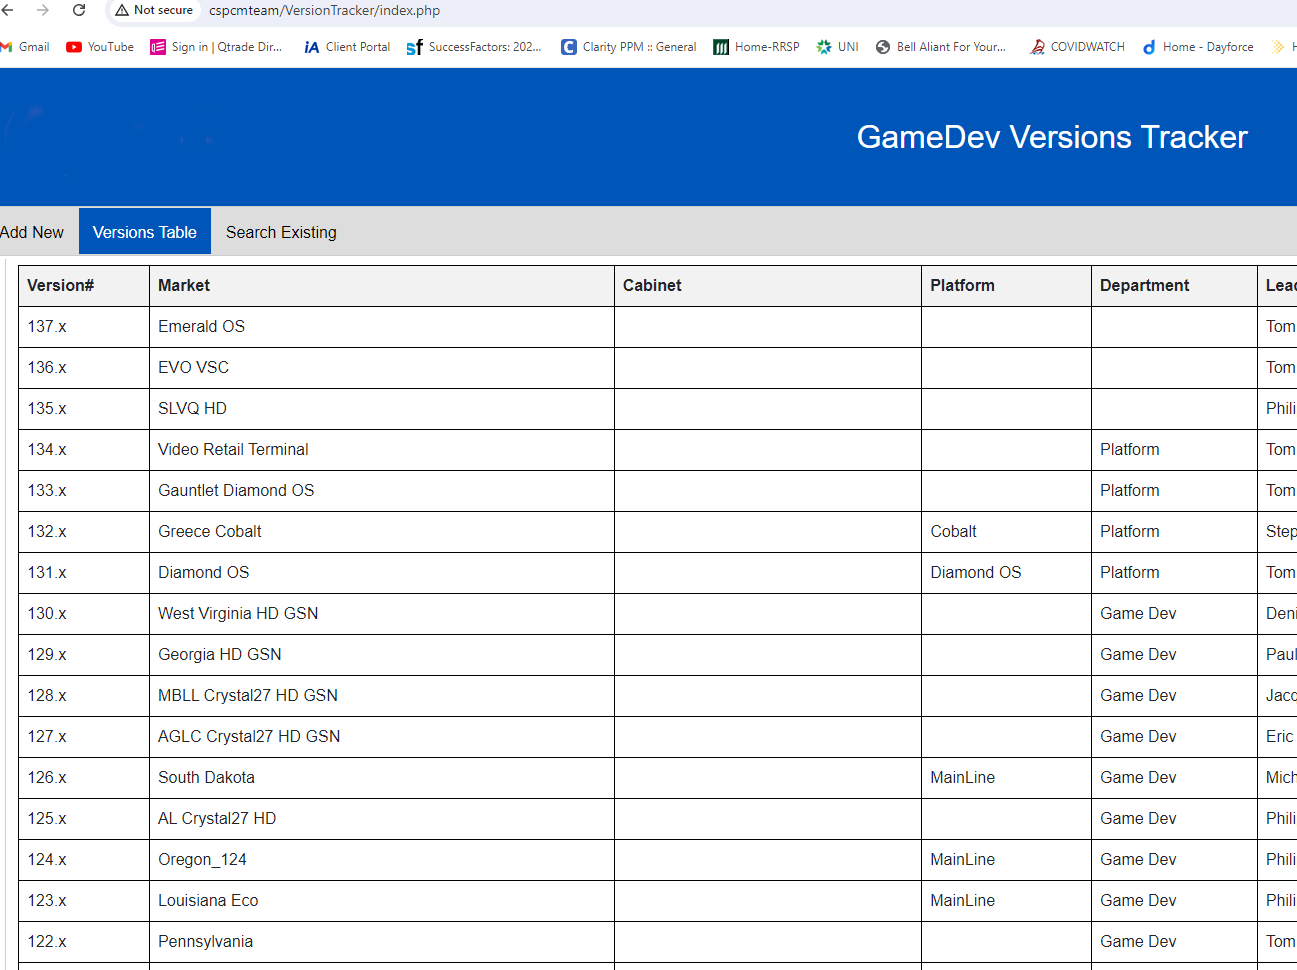 Not secure cspcmteam/VersionTracker/index.php
Gmail YouTube Sign in | Qtrade Dir... iA Client Portal sf SuccessFactors: 202... C Clarity PPM :: General Home-RRSP UNI Bell Aliant For Your... COVIDWATCH d Home - Dayforce
GameDev Versions Tracker
Add New Versions Table Search Existing
Version# Market Cabinet Platform Department Lead
137.x Emerald OS Tom
136.x EVO VSC Tom
135.x SLVQ HD Phili
134.x Video Retail Terminal Platform Tom
133.x Gauntlet Diamond OS Platform Tom
132.x Greece Cobalt Cobalt Platform Step
131.x Diamond OS Diamond OS Platform Tom
130.x West Virginia HD GSN Game Dev Deni
129.x Georgia HD GSN Game Dev Paul
128.x MBLL Crystal27 HD GSN Game Dev Jacq
127.x AGLC Crystal27 HD GSN Game Dev Eric
126.x South Dakota MainLine Game Dev Mich
125.x AL Crystal27 HD Game Dev Phili
124.x Oregon_124 MainLine Game Dev Phili
123.x Louisiana Eco MainLine Game Dev Phili
122.x Pennsylvania Game Dev Tom